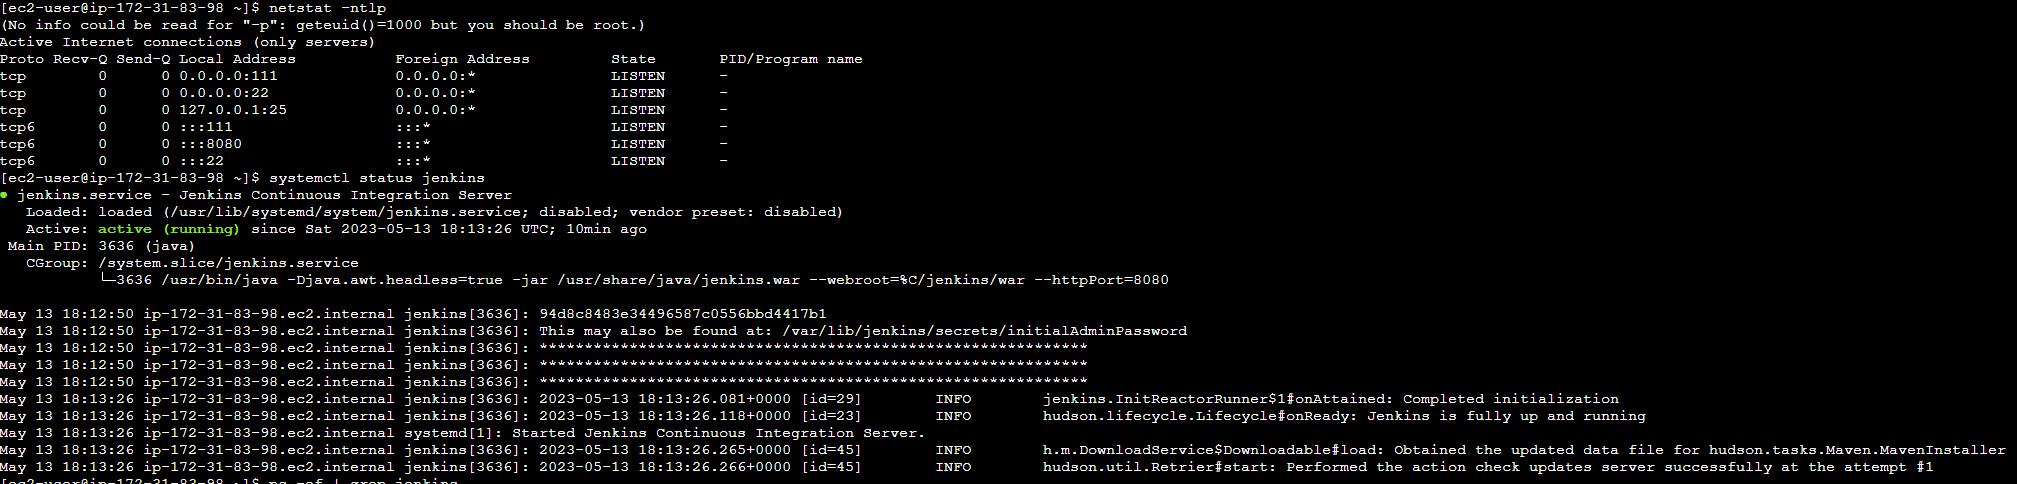 [ec2-user@ip-172-31-83-98 ~]$ netstat -ntlp
(No info could be read for "-p": geteuid()=1000 but you should be root.)
Active Internet connections (only servers)
Proto Recv-Q Send-Q Local Address           Foreign Address         State       PID/Program name
tcp        0      0 0.0.0.0:111             0.0.0.0:*               LISTEN      -
tcp        0      0 0.0.0.0:22              0.0.0.0:*               LISTEN      -
tcp        0      0 127.0.0.1:25            0.0.0.0:*               LISTEN      -
tcp6       0      0 :::111                  :::*                    LISTEN      -
tcp6       0      0 :::8080                 :::*                    LISTEN      -
tcp6       0      0 :::22                   :::*                    LISTEN      -
[ec2-user@ip-172-31-83-98 ~]$ systemctl status jenkins
● jenkins.service - Jenkins Continuous Integration Server
   Loaded: loaded (/usr/lib/systemd/system/jenkins.service; disabled; vendor preset: disabled)
   Active: active (running) since Sat 2023-05-13 18:13:26 UTC; 10min ago
 Main PID: 3636 (java)
   CGroup: /system.slice/jenkins.service
           └─3636 /usr/bin/java -Djava.awt.headless=true -jar /usr/share/java/jenkins.war --webroot=%C/jenkins/war --httpPort=8080
May 13 18:12:50 ip-172-31-83-98.ec2.internal jenkins[3636]: 94d8c8483e34496587c0556bbd4417b1
May 13 18:12:50 ip-172-31-83-98.ec2.internal jenkins[3636]: This may also be found at: /var/lib/jenkins/secrets/initialAdminPassword
May 13 18:12:50 ip-172-31-83-98.ec2.internal jenkins[3636]: *************************************************************
May 13 18:12:50 ip-172-31-83-98.ec2.internal jenkins[3636]: *************************************************************
May 13 18:12:50 ip-172-31-83-98.ec2.internal jenkins[3636]: *************************************************************
May 13 18:13:26 ip-172-31-83-98.ec2.internal jenkins[3636]: 2023-05-13 18:13:26.081+0000 [id=29]        INFO        jenkins.InitReactorRunner$1#onAttained: Completed initialization
May 13 18:13:26 ip-172-31-83-98.ec2.internal jenkins[3636]: 2023-05-13 18:13:26.118+0000 [id=23]        INFO        hudson.lifecycle.Lifecycle#onReady: Jenkins is fully up and running
May 13 18:13:26 ip-172-31-83-98.ec2.internal systemd[1]: Started Jenkins Continuous Integration Server.
May 13 18:13:26 ip-172-31-83-98.ec2.internal jenkins[3636]: 2023-05-13 18:13:26.265+0000 [id=45]        INFO        h.m.DownloadService$Downloadable#load: Obtained the updated data file for hudson.tasks.Maven.MavenInstaller
May 13 18:13:26 ip-172-31-83-98.ec2.internal jenkins[3636]: 2023-05-13 18:13:26.266+0000 [id=45]        INFO        hudson.util.Retrier#start: Performed the action check updates server successfully at the attempt #1
[ec2-user@ip-172-31-83-98 ~]$ ps -ef | grep jenkins